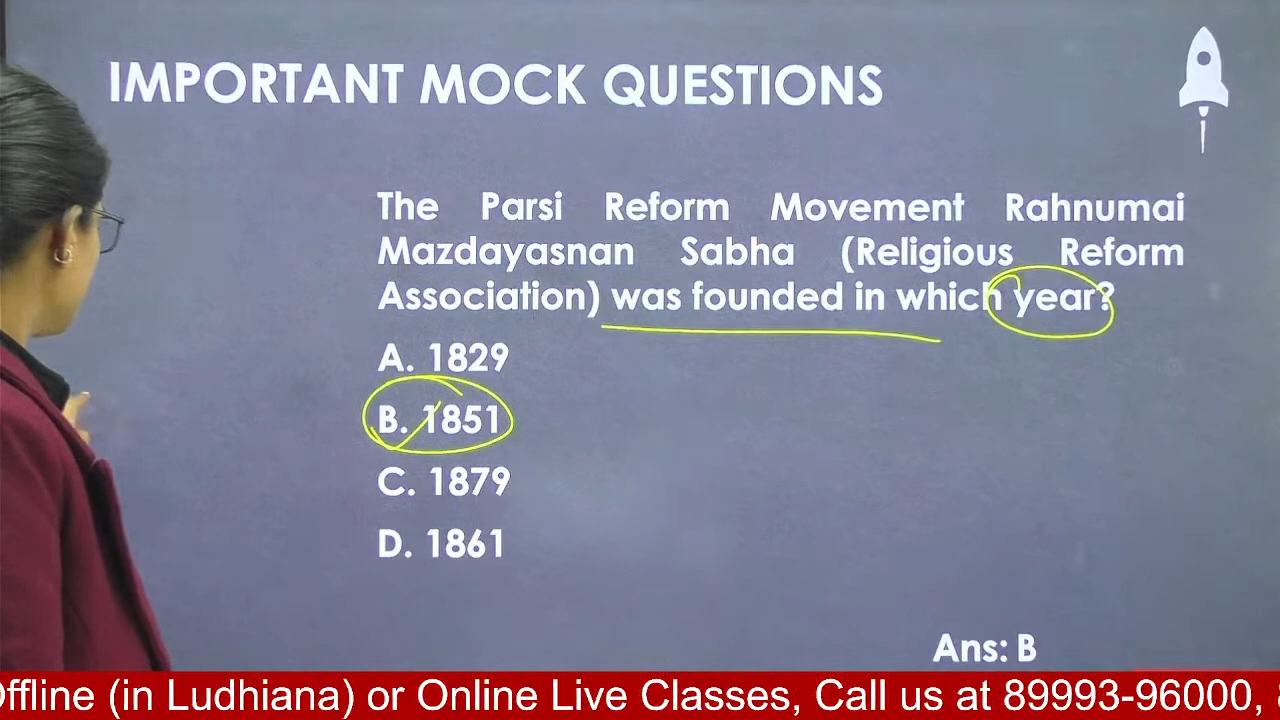 IMPORTANT MOCK QUESTIONS
The Parsi Reform Movement Rahnumai
Mazdayasnan Sabha (Religious Reform
Association) was founded in which year?
A. 1829
B. 1851
C. 1879
D. 1861
Ans: B
Offline (in Ludhiana) or Online Live Classes, Call us at 89993-96000,